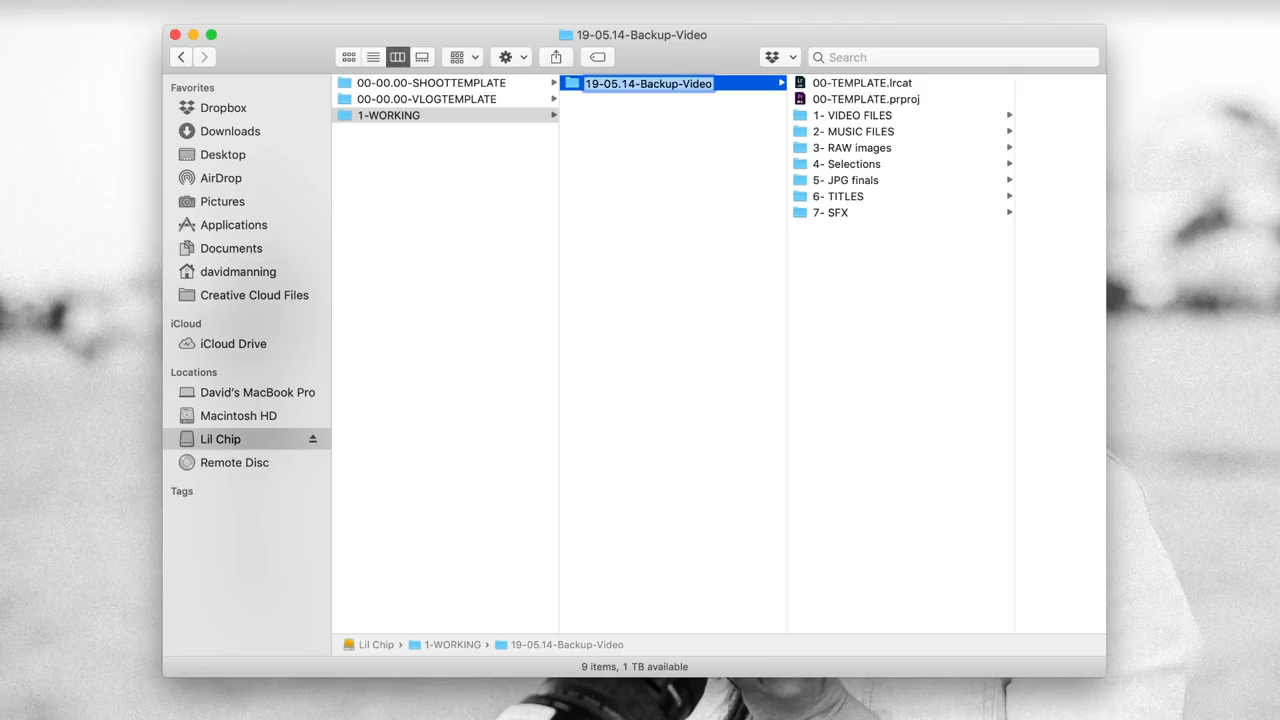 19-05.14-Backup-Video
Search
Favorites
Dropbox
Downloads
Desktop
AirDrop
Pictures
Applications
Documents
davidmanning
Creative Cloud Files
iCloud
iCloud Drive
Locations
David's MacBook Pro
Macintosh HD
Lil Chip
Remote Disc
Tags
00-00.00-SHOOTTEMPLATE
00-00.00-VLOGTEMPLATE
1-WORKING
19-05.14-Backup-Video
00-TEMPLATE.lrcat
00-TEMPLATE.prproj
1- VIDEO FILES
2- MUSIC FILES
3- RAW images
4- Selections
5- JPG finals
6- TITLES
7- SFX
Lil Chip › 1-WORKING › 19-05.14-Backup-Video
9 items, 1 TB available